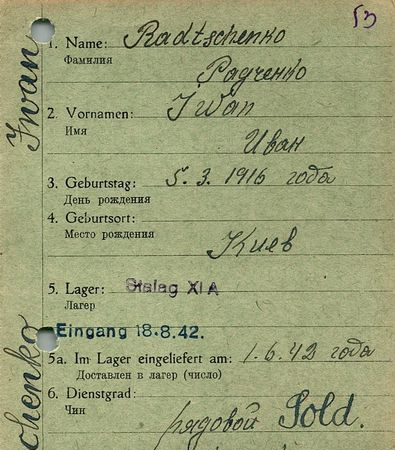 53
1. Name: Radtschenko
Фамилия
Радченко
2. Vornamen: Iwan
Имя
Иван
3. Geburtstag: 5.3.1916 года
День рождения
4. Geburtsort:
Место рождения
Киев
5. Lager: Stalag XI A
Лагер
Eingang 18.8.42.
5a. Im Lager eingeliefert am: 1.6.42 года
Доставлен в лагер (число)
6. Dienstgrad:
Чин
рядовой Sold.
Iwan
chenko